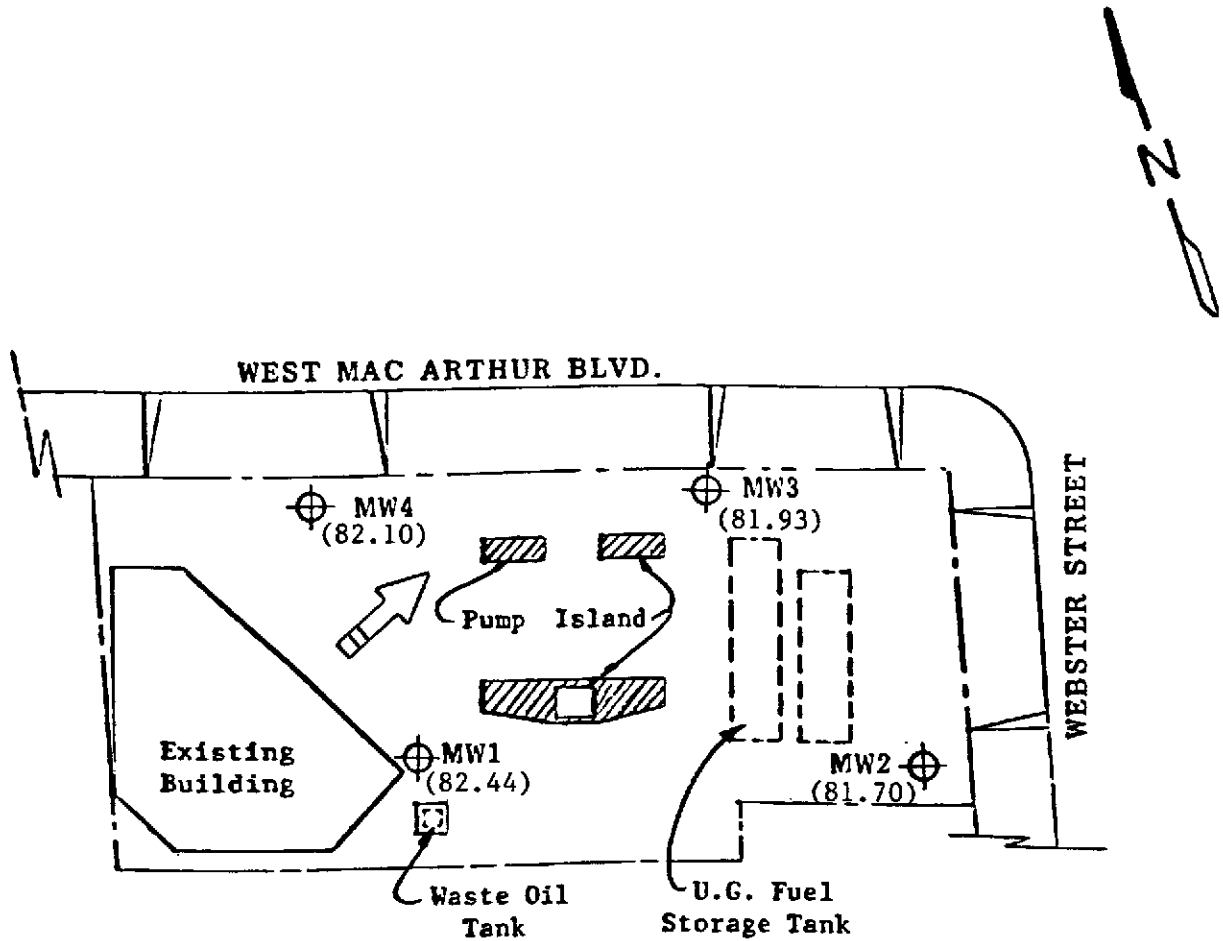 N
WEST MAC ARTHUR BLVD.
WEBSTER STREET
MW4
(82.10)
MW3
(81.93)
Pump Island
Existing
Building
MW1
(82.44)
MW2
(81.70)
Waste Oil
Tank
U.G. Fuel
Storage Tank